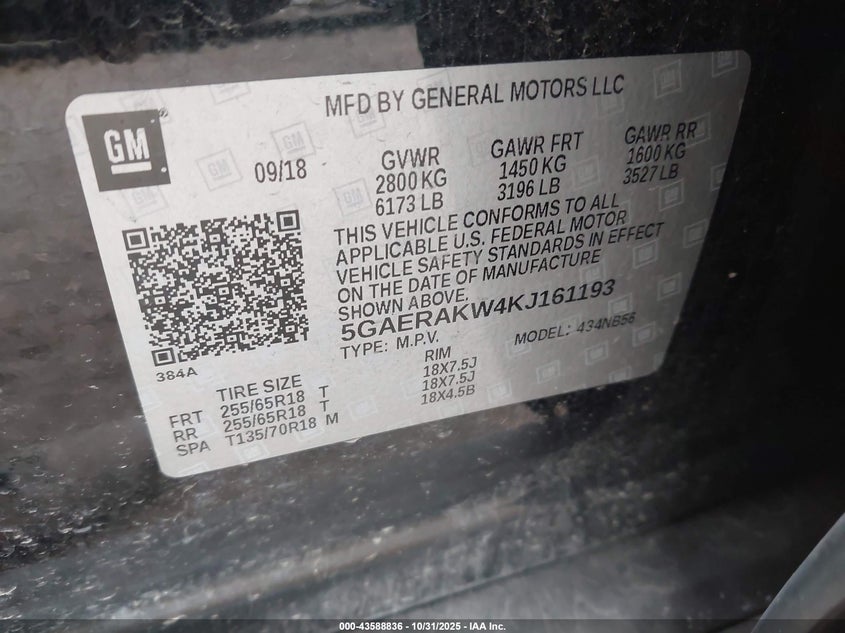 MFD BY GENERAL MOTORS LLC
GM
09/18
GVWR
2800 KG
6173 LB
GAWR FRT
1450 KG
3196 LB
GAWR RR
1600 KG
3527 LB
THIS VEHICLE CONFORMS TO ALL
APPLICABLE U.S. FEDERAL MOTOR
VEHICLE SAFETY STANDARDS IN EFFECT
ON THE DATE OF MANUFACTURE
SHOWN ABOVE.
5GAERAKW4KJ161193
TYPE: M.P.V. MODEL: 434NB56
384A
TIRE SIZE RIM
FRT 255/65R18 T 18X7.5J
RR 255/65R18 T 18X7.5J
SPA T135/70R18 M 18X4.5B
000-43588836 - 10/31/2025 - IAA Inc.